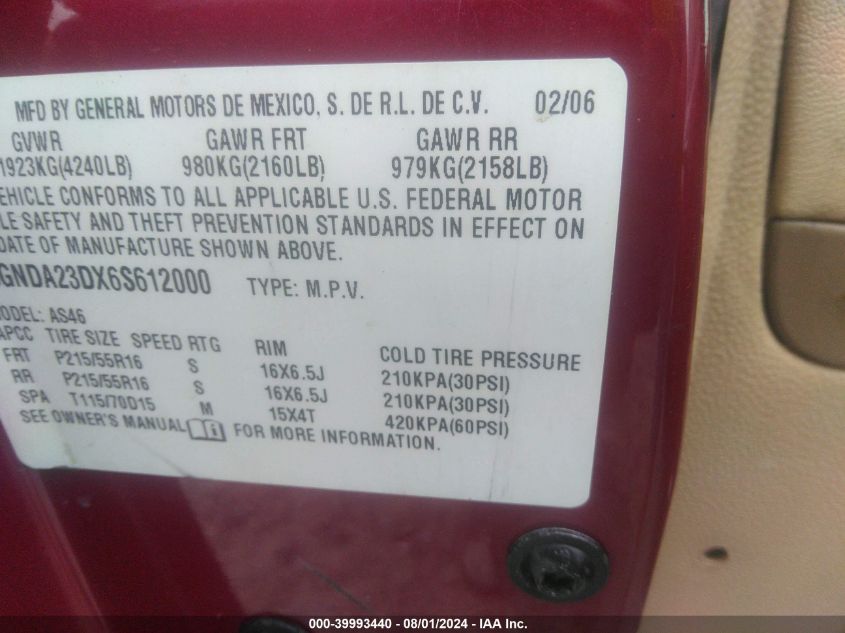 MFD BY GENERAL MOTORS DE MEXICO, S. DE R.L. DE C.V. 02/06
GVWR GAWR FRT GAWR RR
1923KG(4240LB) 980KG(2160LB) 979KG(2158LB)
EHICLE CONFORMS TO ALL APPLICABLE U.S. FEDERAL MOTOR
LE SAFETY AND THEFT PREVENTION STANDARDS IN EFFECT ON
DATE OF MANUFACTURE SHOWN ABOVE.
GNDA23DX6S612000 TYPE: M.P.V.
MODEL: AS46
APCC TIRE SIZE SPEED RTG RIM COLD TIRE PRESSURE
FRT P215/55R16 S 16X6.5J 210KPA(30PSI)
RR P215/55R16 S 16X6.5J 210KPA(30PSI)
SPA T115/70D15 M 15X4T 420KPA(60PSI)
SEE OWNER'S MANUAL FOR MORE INFORMATION.
000-39993440 - 08/01/2024 - IAA Inc.